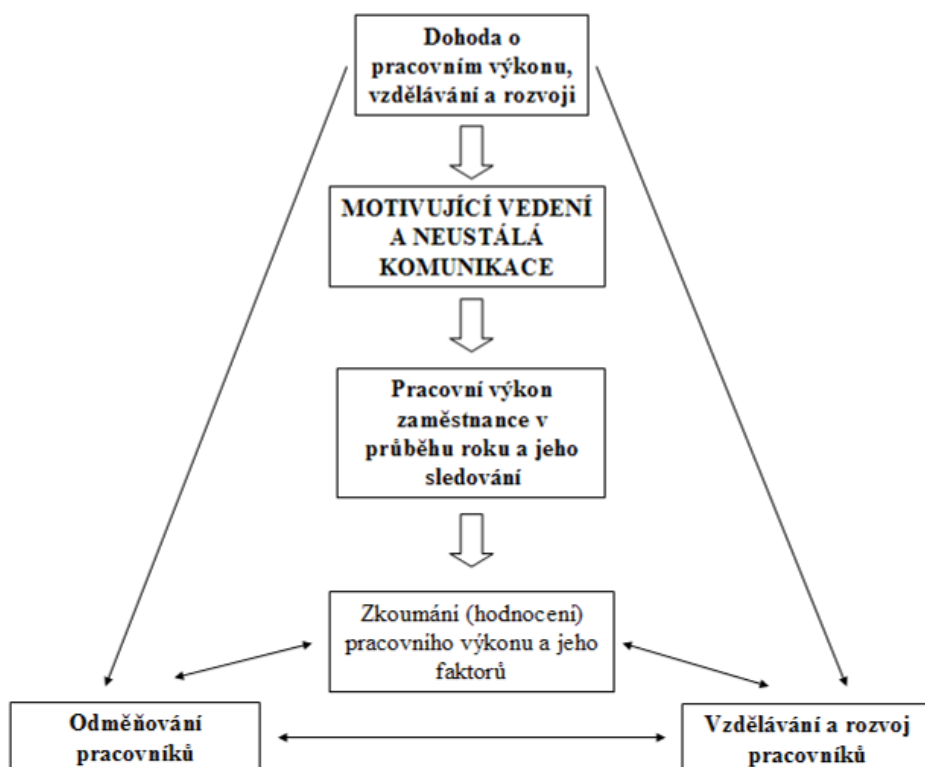 Dohoda o
pracovním výkonu,
vzdělávání a rozvoji
MOTIVUJÍCÍ VEDENÍ
A NEUSTÁLÁ
KOMUNIKACE
Pracovní výkon
zaměstnance v
průběhu roku a jeho
sledování
Zkoumání (hodnocení)
pracovního výkonu a jeho
faktorů
Odměňování
pracovníků
Vzdělávání a rozvoj
pracovníků